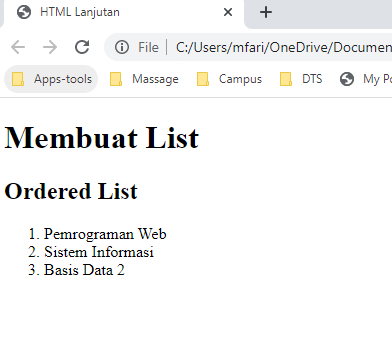 HTML Lanjutan
File | C:/Users/mfari/OneDrive/Documen
Apps-tools Massage Campus DTS My Po
Membuat List
Ordered List
1. Pemrograman Web
2. Sistem Informasi
3. Basis Data 2